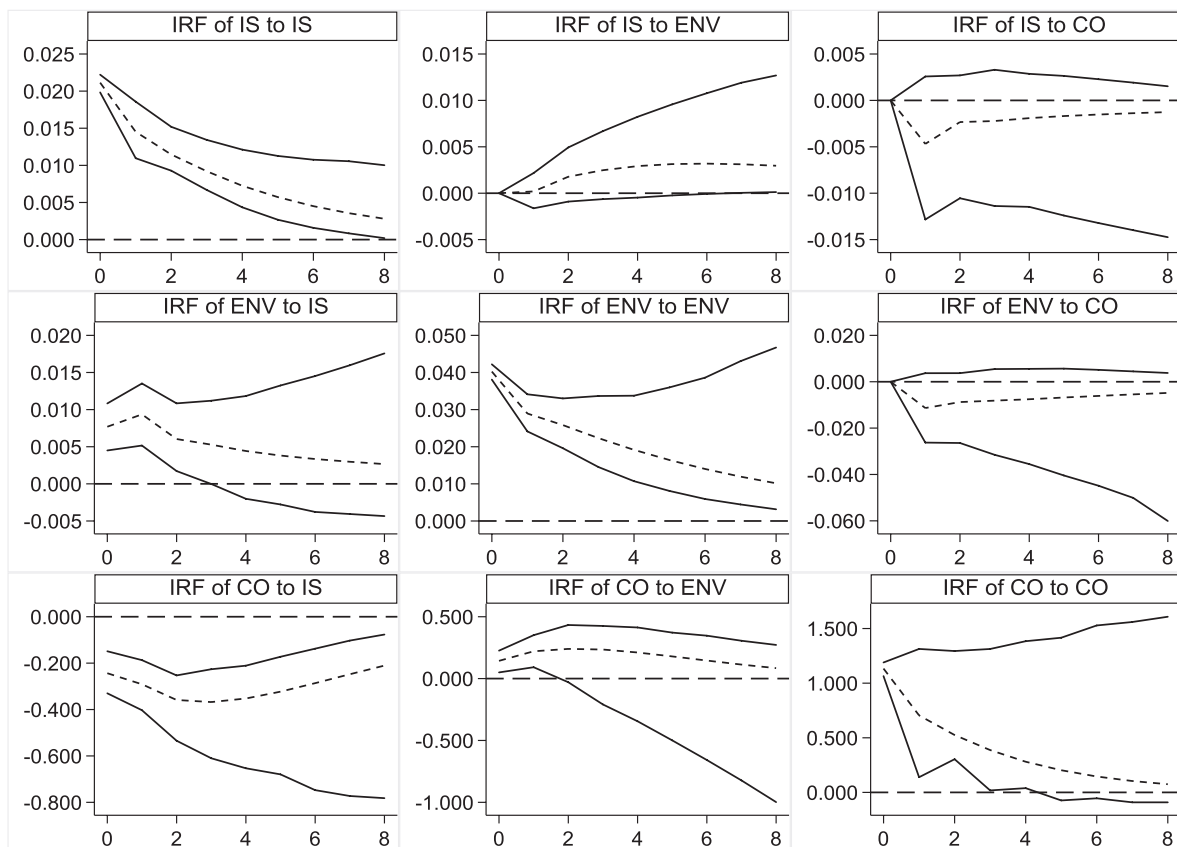 IRF of IS to IS
0.025
0.020
0.015
0.010
0.005
0.000
0 2 4 6 8
IRF of IS to ENV
0.015
0.010
0.005
0.000
-0.005
0 2 4 6 8
IRF of IS to CO
0.005
0.000
-0.005
-0.010
-0.015
0 2 4 6 8
IRF of ENV to IS
0.020
0.015
0.010
0.005
0.000
-0.005
0 2 4 6 8
IRF of ENV to ENV
0.050
0.040
0.030
0.020
0.010
0.000
0 2 4 6 8
IRF of ENV to CO
0.020
0.000
-0.020
-0.040
-0.060
0 2 4 6 8
IRF of CO to IS
0.000
-0.200
-0.400
-0.600
-0.800
0 2 4 6 8
IRF of CO to ENV
0.500
0.000
-0.500
-1.000
0 2 4 6 8
IRF of CO to CO
1.500
1.000
0.500
0.000
0 2 4 6 8